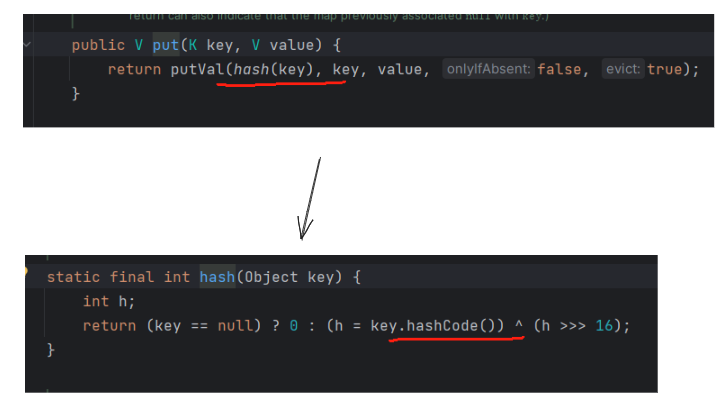 return can also indicate that the map previously associated null with key.)
public V put(K key, V value) {
return putVal(hash(key), key, value, onlyIfAbsent: false, evict: true);
}
static final int hash(Object key) {
int h;
return (key == null) ? 0 : (h = key.hashCode()) ^ (h >>> 16);
}